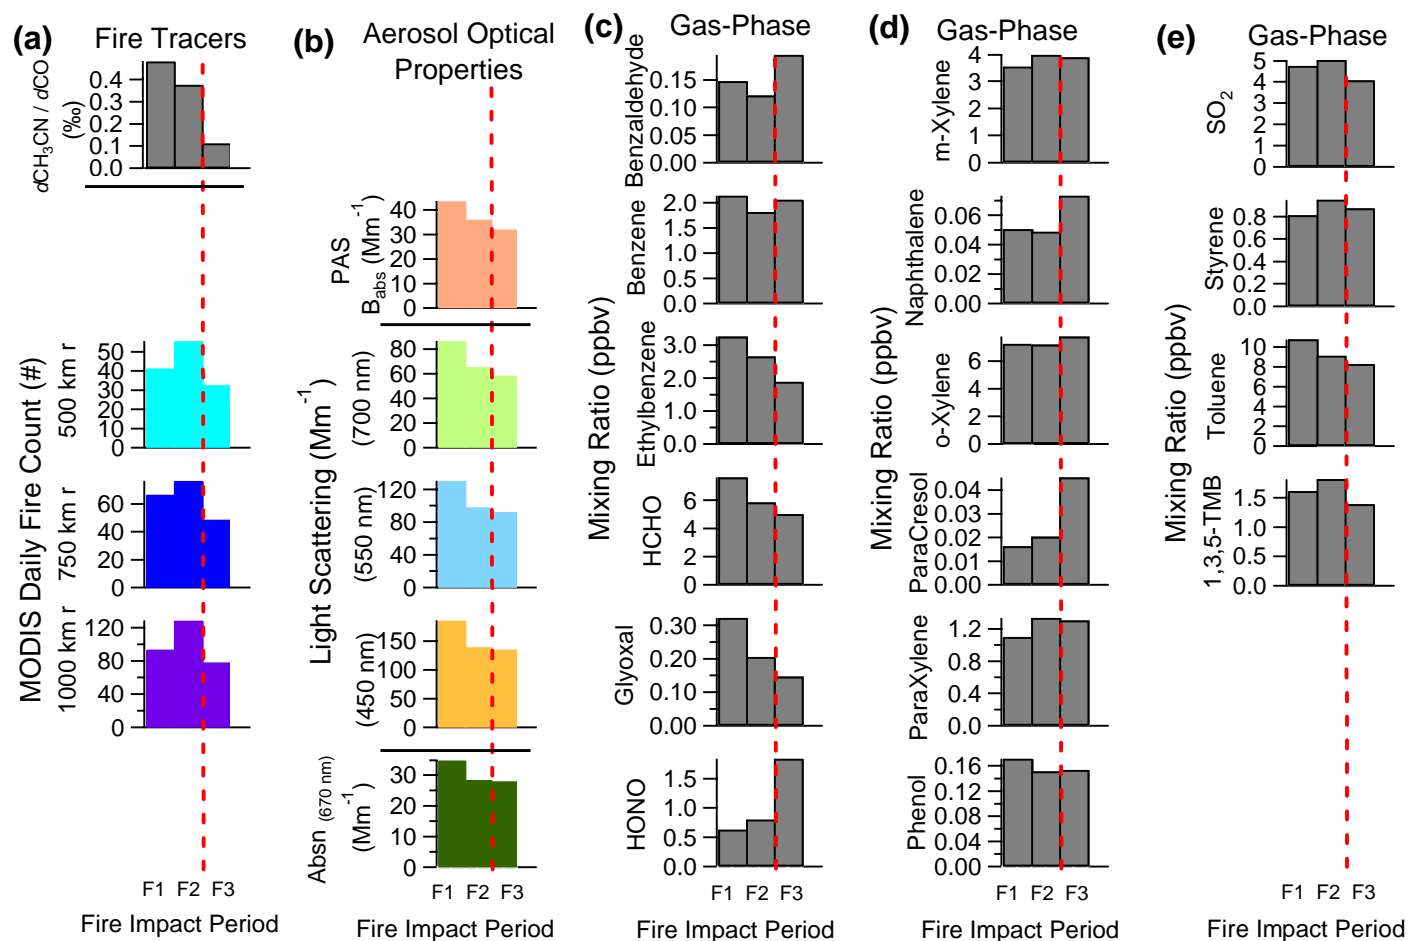 (a)
Fire Tracers
dCH₃CN / dCO
(‰)
0.4
0.3
0.2
0.1
0.0
MODIS Daily Fire Count (#)
500 km r
50
40
30
20
10
0
750 km r
60
40
20
0
1000 km r
120
80
40
0
F1 F2 F3
Fire Impact Period
(b)
Aerosol Optical
Properties
PAS
B_abs (Mm⁻¹)
40
30
20
10
0
Light Scattering (Mm⁻¹)
(700 nm)
80
60
40
20
0
(550 nm)
120
80
40
0
(450 nm)
150
100
50
0
Absn (670 nm)
(Mm⁻¹)
30
20
10
0
F1 F2 F3
Fire Impact Period
(c)
Gas-Phase
Mixing Ratio (ppbv)
Benzaldehyde
0.15
0.10
0.05
0.00
Benzene
2.0
1.5
1.0
0.5
0.0
Ethylbenzene
3.0
2.0
1.0
0.0
HCHO
6
4
2
0
Glyoxal
0.30
0.20
0.10
0.00
HONO
1.5
1.0
0.5
0.0
F1 F2 F3
Fire Impact Period
(d)
Gas-Phase
Mixing Ratio (ppbv)
m-Xylene
4
3
2
1
0
Naphthalene
0.06
0.04
0.02
0.00
o-Xylene
6
4
2
0
ParaCresol
0.04
0.03
0.02
0.01
0.00
ParaXylene
1.2
0.8
0.4
0.0
Phenol
0.16
0.12
0.08
0.04
0.00
F1 F2 F3
Fire Impact Period
(e)
Gas-Phase
Mixing Ratio (ppbv)
SO₂
5
4
3
2
1
0
Styrene
0.8
0.6
0.4
0.2
0.0
Toluene
10
8
6
4
2
0
1,3,5-TMB
1.5
1.0
0.5
0.0
F1 F2 F3
Fire Impact Period